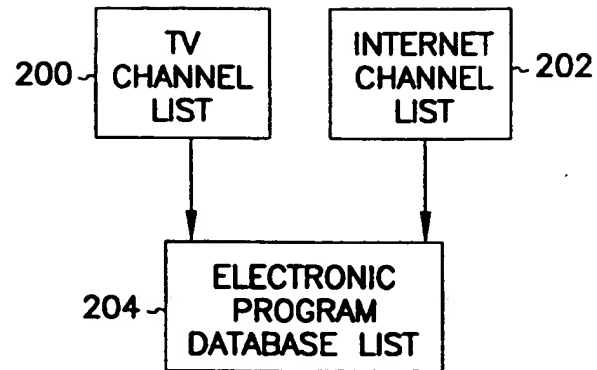 200
TV
CHANNEL
LIST
INTERNET
CHANNEL
LIST
202
204
ELECTRONIC
PROGRAM
DATABASE LIST